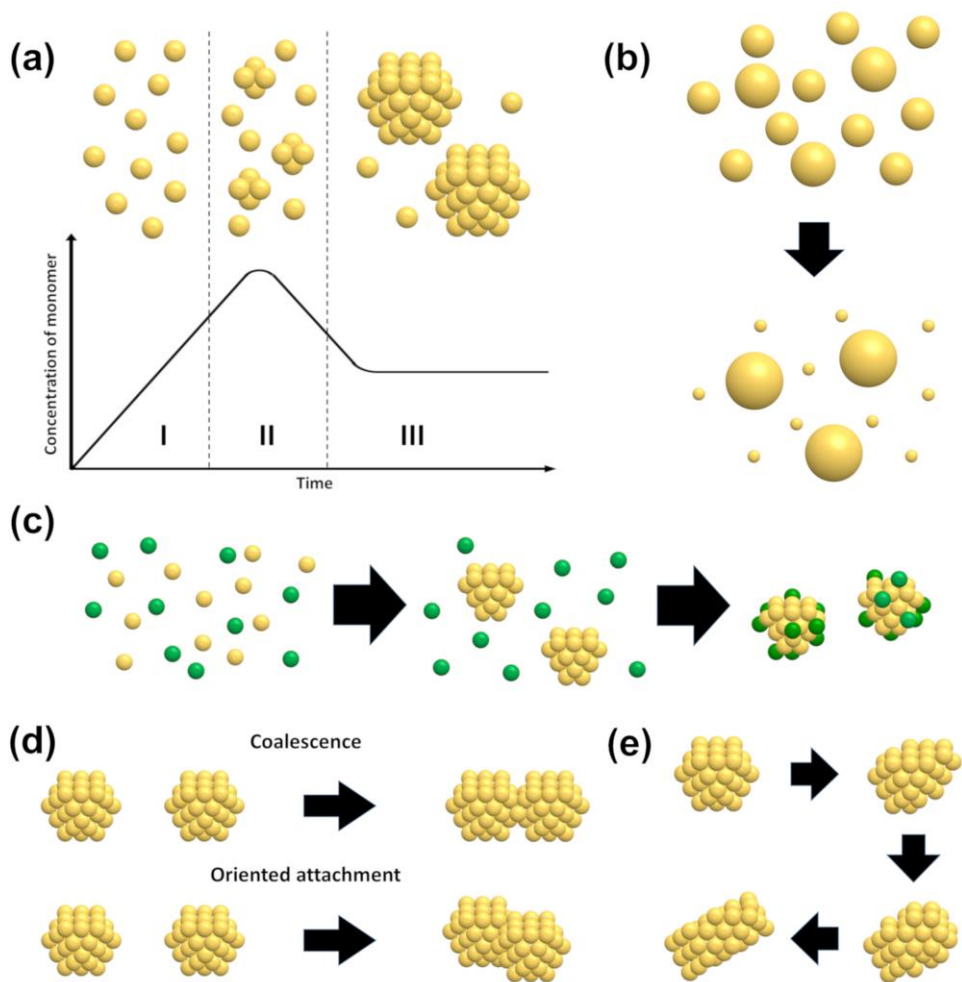 (a)
(b)
Concentration of monomer
I
II
III
Time
(c)
(d)
Coalescence
(e)
Oriented attachment